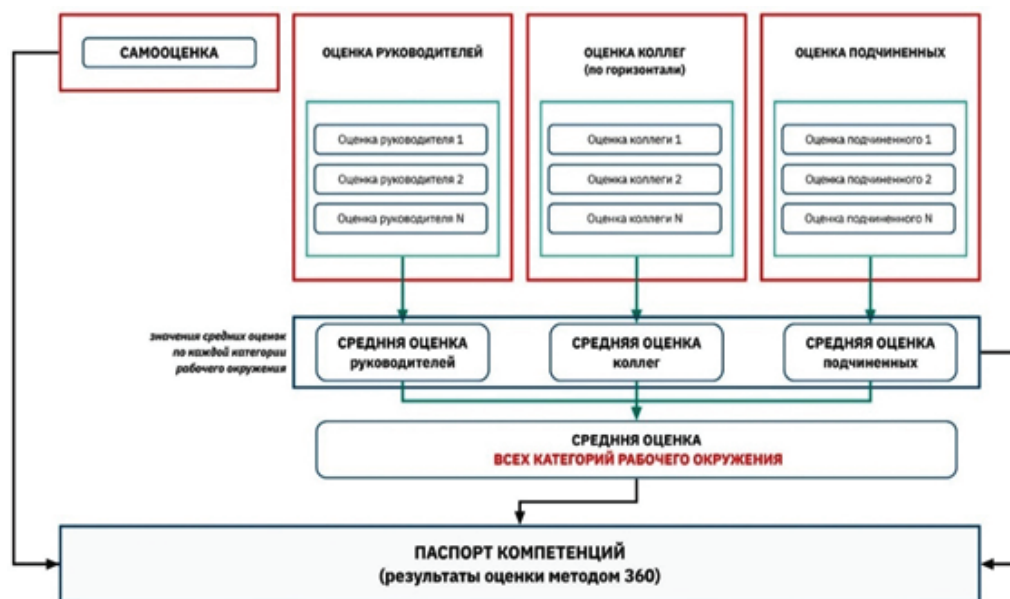 САМООЦЕНКА
ОЦЕНКА РУКОВОДИТЕЛЕЙ
Оценка руководителя 1
Оценка руководителя 2
Оценка руководителя N
ОЦЕНКА КОЛЛЕГ
(по горизонтали)
Оценка коллеги 1
Оценка коллеги 2
Оценка коллеги N
ОЦЕНКА ПОДЧИНЕННЫХ
Оценка подчиненного 1
Оценка подчиненного 2
Оценка подчиненного N
значения средних оценок
по каждой категории
рабочего окружения
СРЕДНЯЯ ОЦЕНКА
руководителей
СРЕДНЯЯ ОЦЕНКА
коллег
СРЕДНЯЯ ОЦЕНКА
подчиненных
СРЕДНЯЯ ОЦЕНКА
ВСЕХ КАТЕГОРИЙ РАБОЧЕГО ОКРУЖЕНИЯ
ПАСПОРТ КОМПЕТЕНЦИЙ
(результаты оценки методом 360)